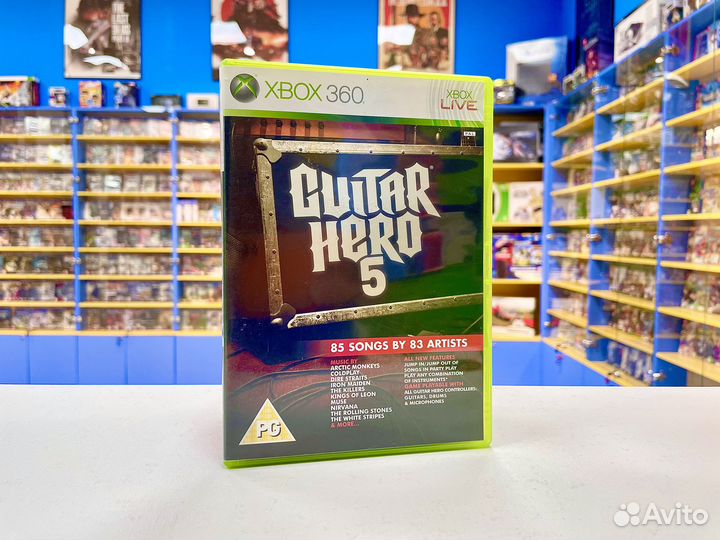 THE LAST
XBOX 360
XBOX
LIVE
PAL
GUITAR
HERO
5
85 SONGS BY 83 ARTISTS
MUSIC BY
ARCTIC MONKEYS
COLDPLAY
DIRE STRAITS
IRON MAIDEN
THE KILLERS
KINGS OF LEON
MUSE
NIRVANA
THE ROLLING STONES
THE WHITE STRIPES
& MORE...
ALL NEW FEATURES
JUMP IN/JUMP OUT OF
SONGS IN PARTY PLAY
PLAY ANY COMBINATION
OF INSTRUMENTS*
GAME PLAYABLE WITH
ALL GUITAR HERO CONTROLLERS:
GUITARS, DRUMS
& MICROPHONES
PG
Avito